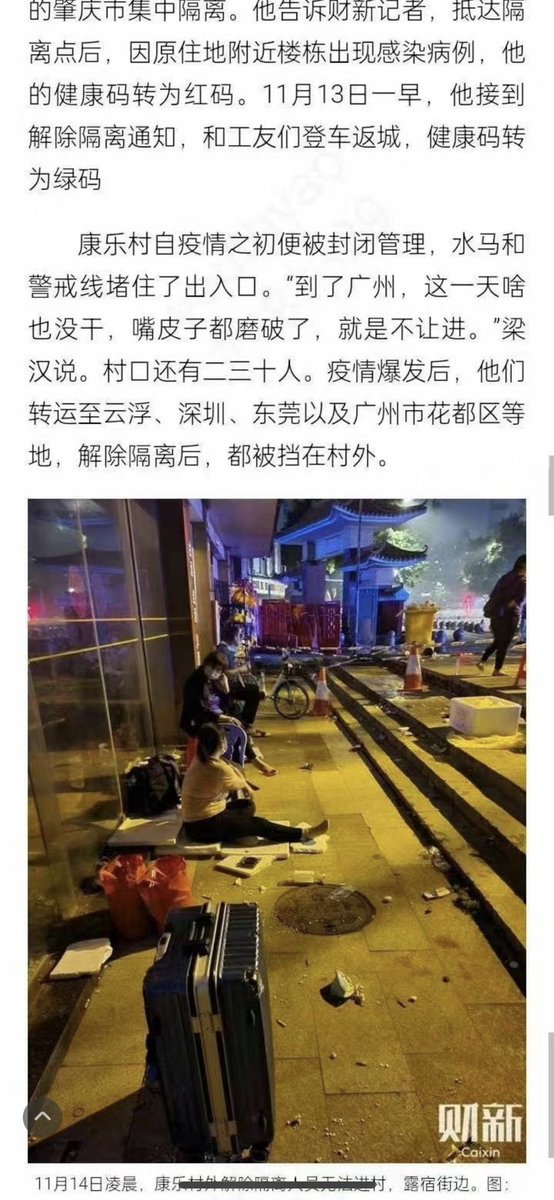 的肇庆市集中隔离。他告诉财新记者，抵达隔
离点后，因原住地附近楼栋出现感染病例，他
的健康码转为红码。11月13日一早，他接到
解除隔离通知，和工友们登车返城，健康码转
为绿码
康乐村自疫情之初便被封闭管理，水马和
警戒线堵住了出入口。“到了广州，这一天啥
也没干，嘴皮子都磨破了，就是不让进。”梁
汉说。村口还有二三十人。疫情爆发后，他们
转运至云浮、深圳、东莞以及广州市花都区等
地，解除隔离后，都被挡在村外。
财新
Caixin
11月14日凌晨，康乐村外解除隔离人员无法进村，露宿街边。图：